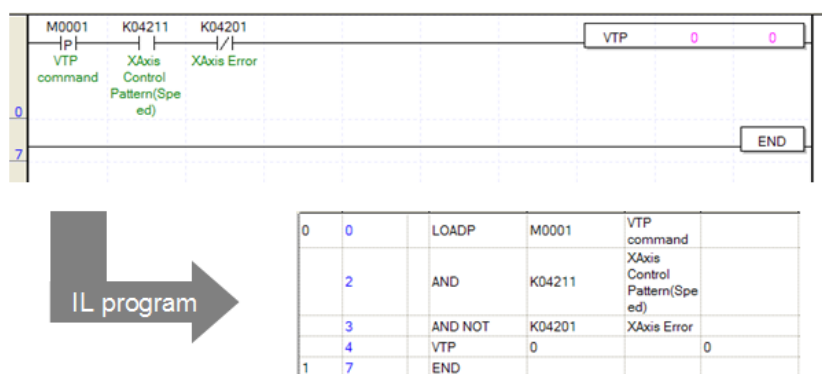 M0001 K04211 K04201
P
VTP 0 0
VTP XAxis XAxis Error
command Control
Pattern(Spe
ed)
0
END
7
IL program
0 0 LOADP M0001 VTP
command
XAxis
Control
2 AND K04211 Pattern(Spe
ed)
3 AND NOT K04201 XAxis Error
4 VTP 0 0
1 7 END